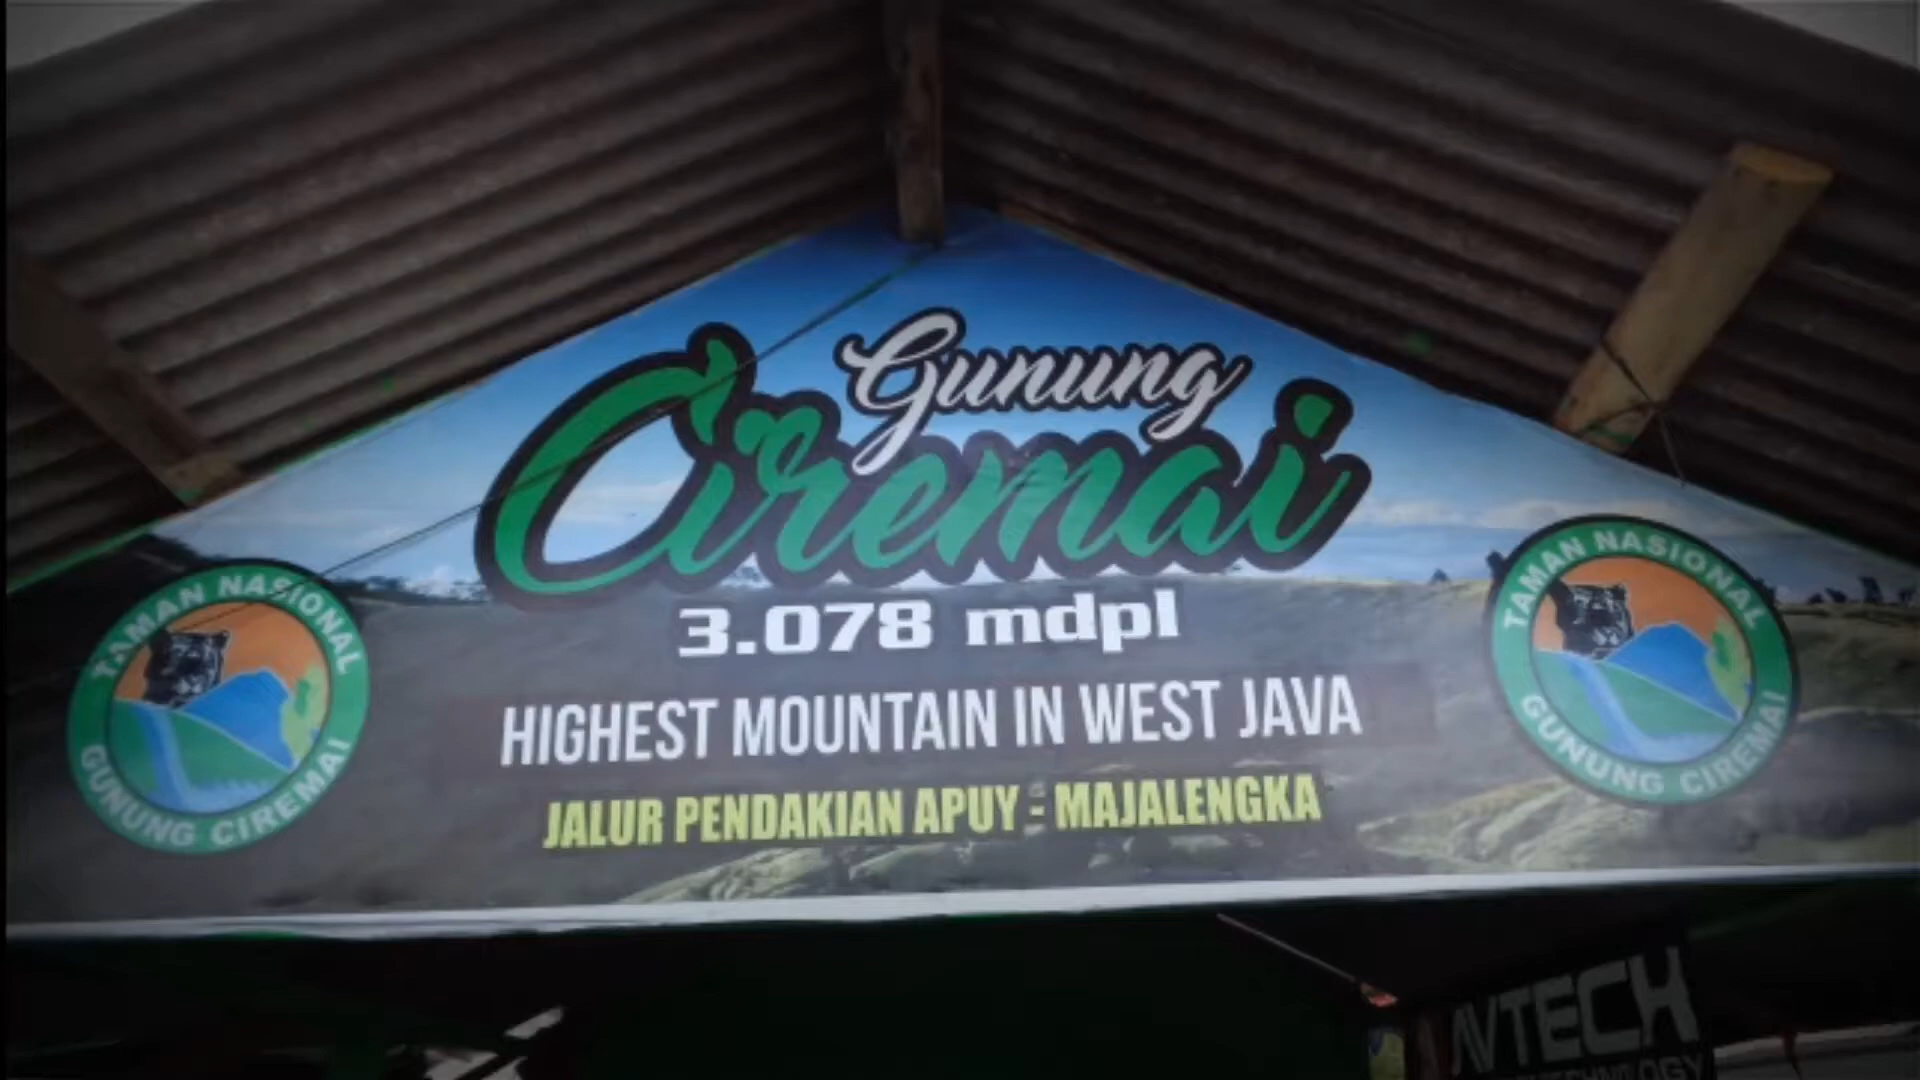 Gunung
Ciremai
3.078 mdpl
HIGHEST MOUNTAIN IN WEST JAVA
JALUR PENDAKIAN APUY - MAJALENGKA
TAMAN NASIONAL
GUNUNG CIREMAI
TAMAN NASIONAL
GUNUNG CIREMAI
AVTECH